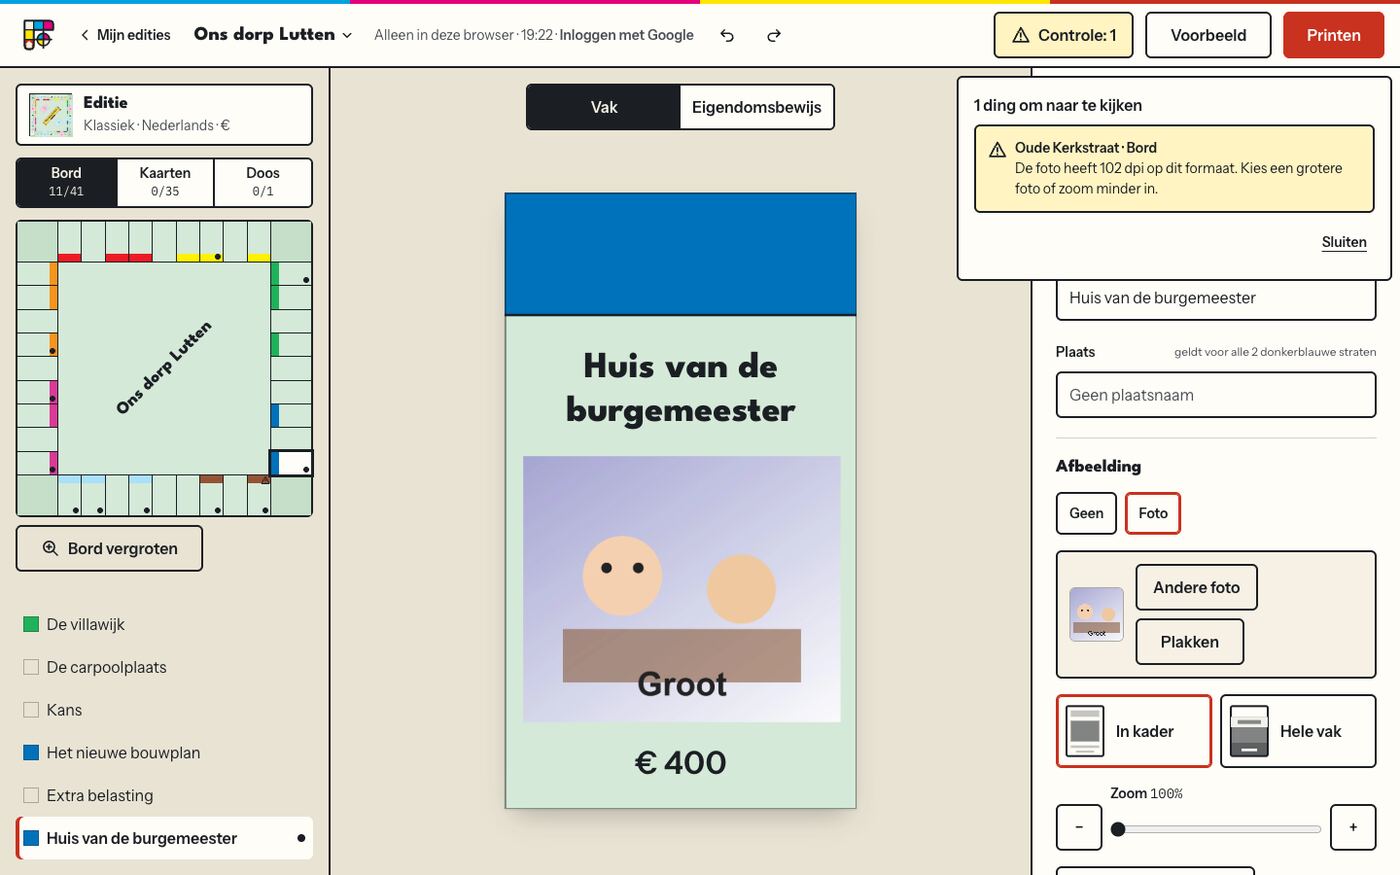 Mijn edities
Ons dorp Lutten
Alleen in deze browser · 19:22 · Inloggen met Google
Controle: 1
Voorbeeld
Printen
Editie
Klassiek · Nederlands · €
Bord
11/41
Kaarten
0/35
Doos
0/1
Ons dorp Lutten
Bord vergroten
De villawijk
De carpoolplaats
Kans
Het nieuwe bouwplan
Extra belasting
Huis van de burgemeester
Vak
Eigendomsbewijs
Huis van de
burgemeester
Groot
€ 400
1 ding om naar te kijken
Oude Kerkstraat · Bord
De foto heeft 102 dpi op dit formaat. Kies een grotere
foto of zoom minder in.
Sluiten
Huis van de burgemeester
Plaats
geldt voor alle 2 donkerblauwe straten
Geen plaatsnaam
Afbeelding
Geen
Foto
Groot
Andere foto
Plakken
In kader
Hele vak
Zoom 100%
−
+